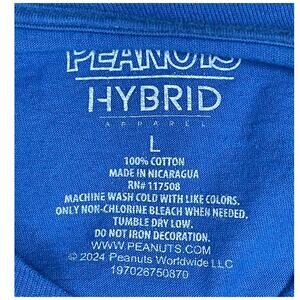 PEANUTS
HYBRID
APPAREL
L
100% COTTON
MADE IN NICARAGUA
RN# 117508
MACHINE WASH COLD WITH LIKE COLORS.
ONLY NON-CHLORINE BLEACH WHEN NEEDED.
TUMBLE DRY LOW.
DO NOT IRON DECORATION.
WWW.PEANUTS.COM
© 2024 Peanuts Worldwide LLC
197026750870